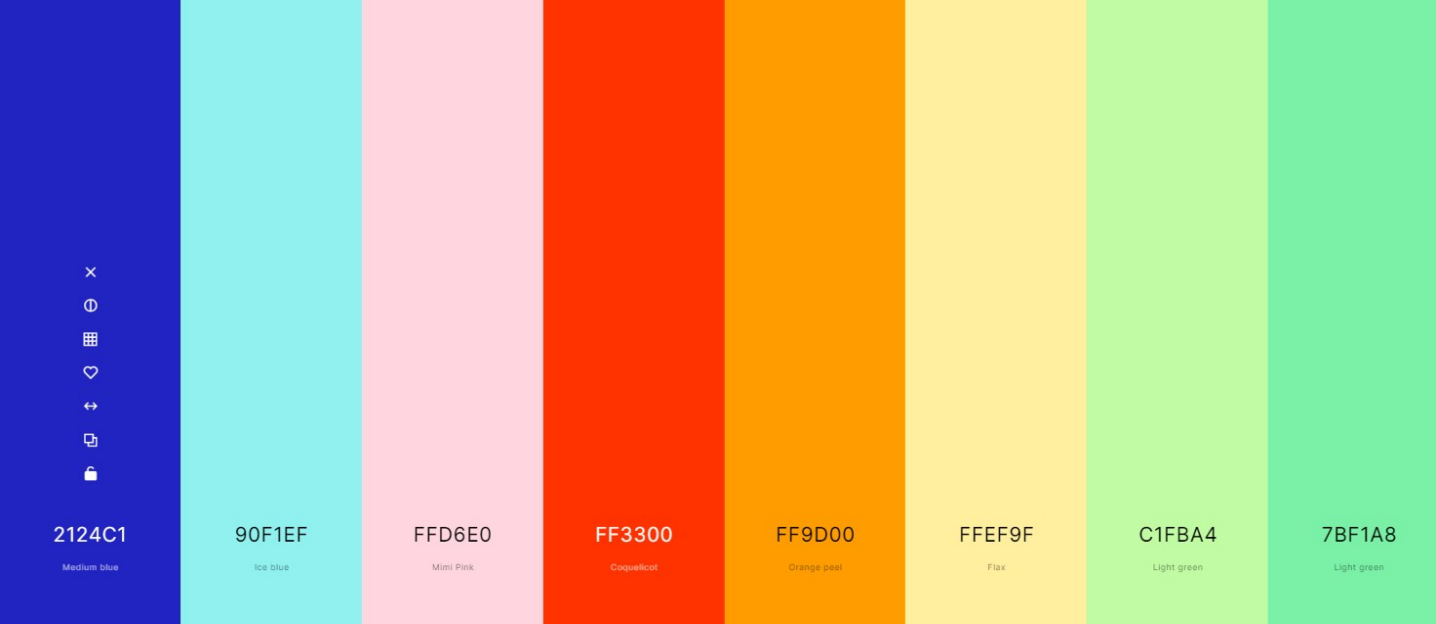 2124C1
Medium blue
90F1EF
Ice blue
FFD6E0
Mimi Pink
FF3300
Coquelicot
FF9D00
Orange peel
FFEF9F
Flax
C1FBA4
Light green
7BF1A8
Light green